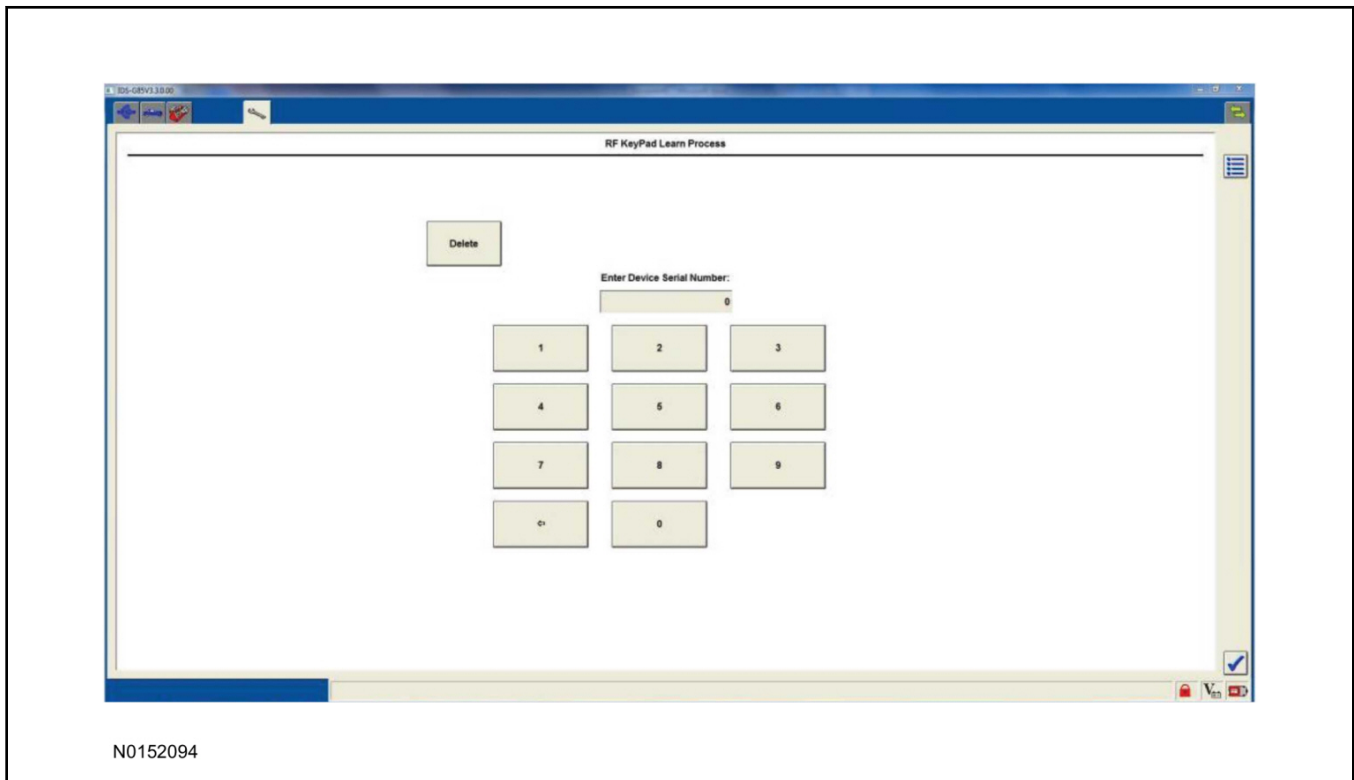 IDS-G85V3.3.0.00
RF KeyPad Learn Process
Delete
Enter Device Serial Number:
0
1 2 3
4 5 6
7 8 9
0
N0152094